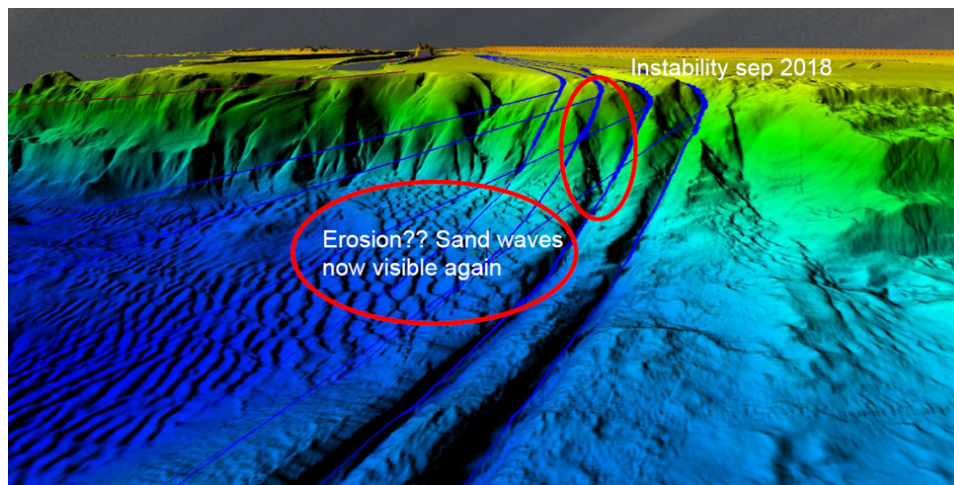 Instability sep 2018
Erosion?? Sand waves
now visible again